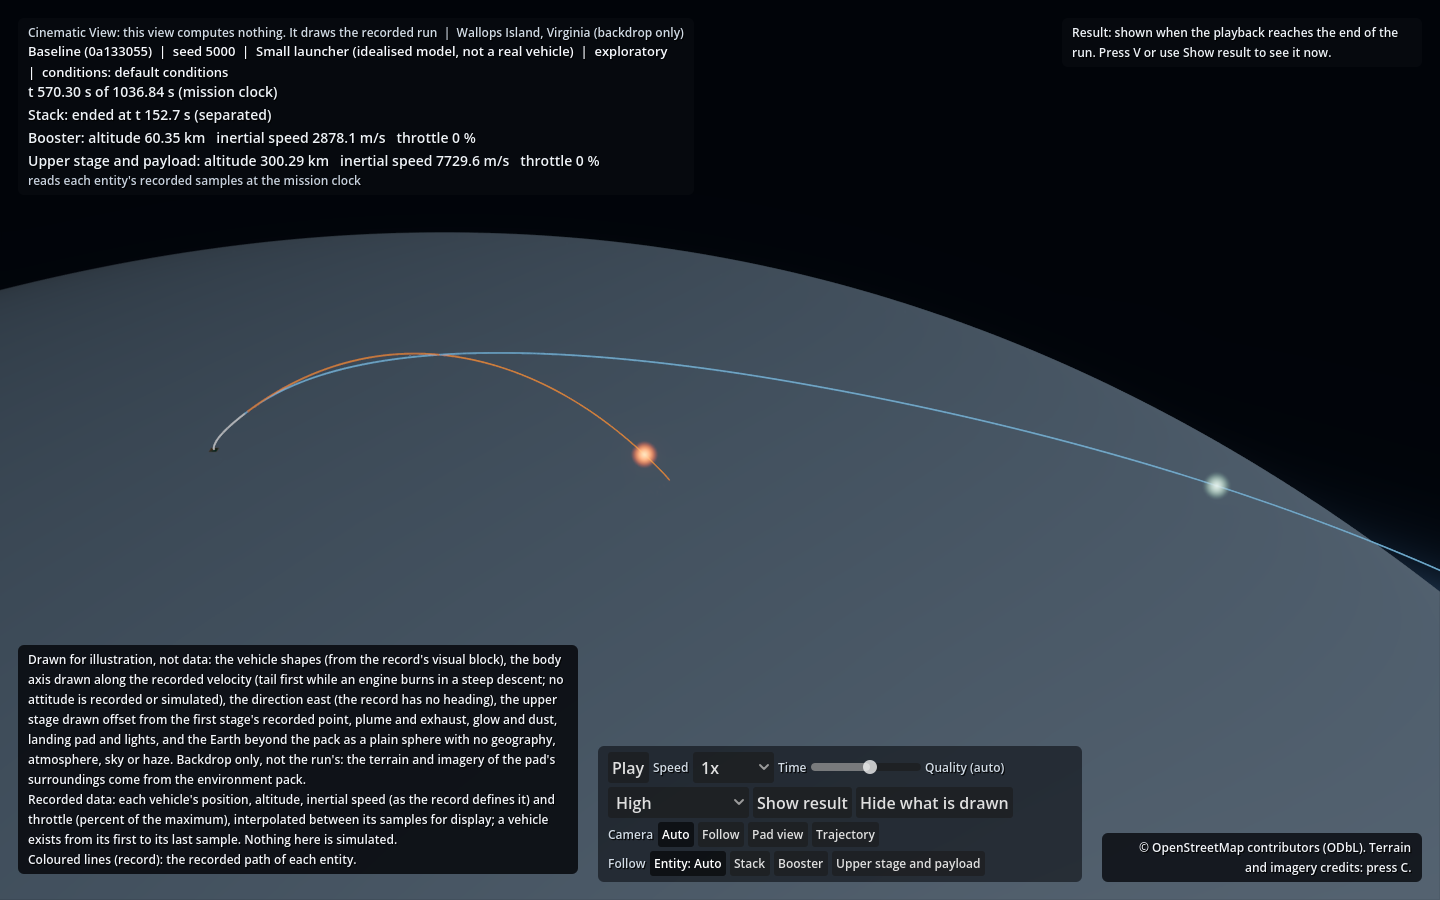 Cinematic View: this view computes nothing. It draws the recorded run | Wallops Island, Virginia (backdrop only)
Baseline (0a133055) | seed 5000 | Small launcher (idealised model, not a real vehicle) | exploratory
| conditions: default conditions
t 570.30 s of 1036.84 s (mission clock)
Stack: ended at t 152.7 s (separated)
Booster: altitude 60.35 km inertial speed 2878.1 m/s throttle 0 %
Upper stage and payload: altitude 300.29 km inertial speed 7729.6 m/s throttle 0 %
reads each entity's recorded samples at the mission clock
Result: shown when the playback reaches the end of the
run. Press V or use Show result to see it now.
Drawn for illustration, not data: the vehicle shapes (from the record's visual block), the body
axis drawn along the recorded velocity (tail first while an engine burns in a steep descent; no
attitude is recorded or simulated), the direction east (the record has no heading), the upper
stage drawn offset from the first stage's recorded point, plume and exhaust, glow and dust,
landing pad and lights, and the Earth beyond the pack as a plain sphere with no geography,
atmosphere, sky or haze. Backdrop only, not the run's: the terrain and imagery of the pad's
surroundings come from the environment pack.
Recorded data: each vehicle's position, altitude, inertial speed (as the record defines it) and
throttle (percent of the maximum), interpolated between its samples for display; a vehicle
exists from its first to its last sample. Nothing here is simulated.
Coloured lines (record): the recorded path of each entity.
Play Speed 1x Time Quality (auto)
High Show result Hide what is drawn
Camera Auto Follow Pad view Trajectory
Follow Entity: Auto Stack Booster Upper stage and payload
© OpenStreetMap contributors (ODbL). Terrain
and imagery credits: press C.